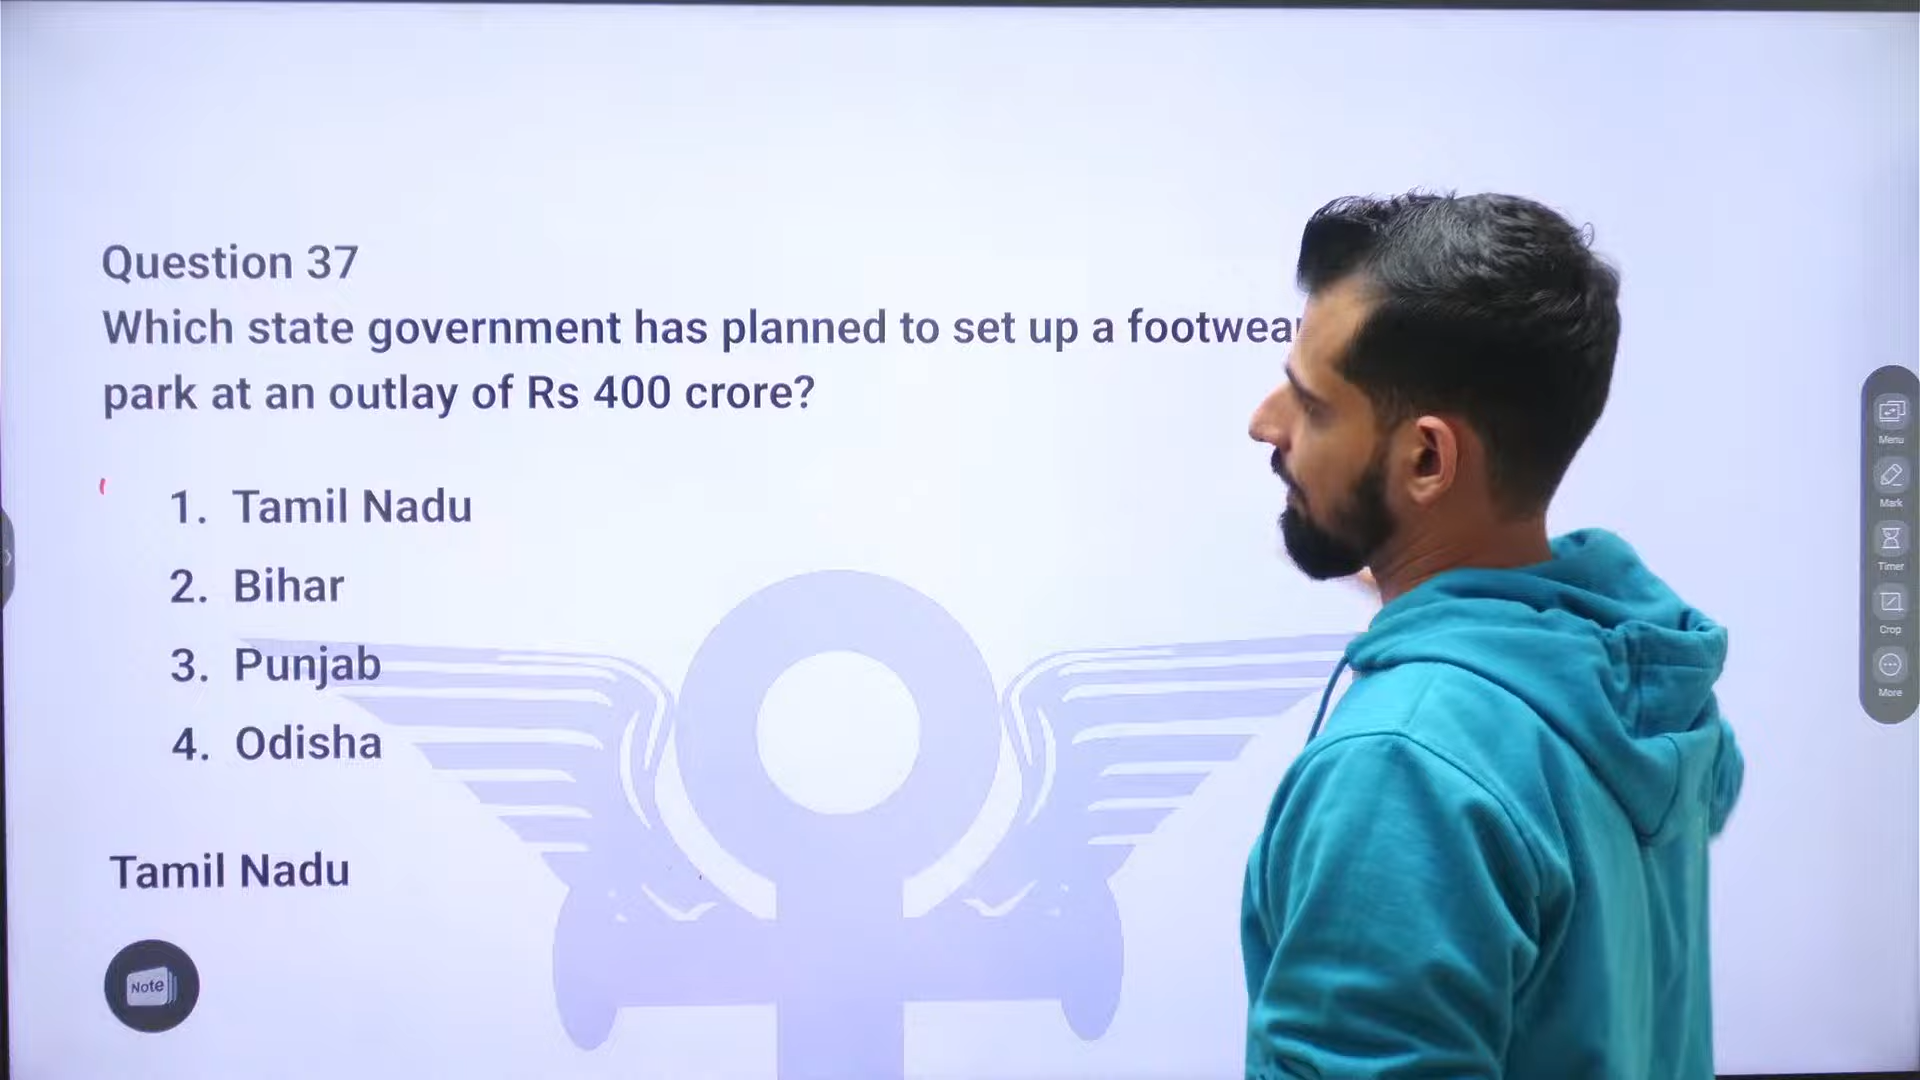 Question 37
Which state government has planned to set up a footwear
park at an outlay of Rs 400 crore?
1. Tamil Nadu
2. Bihar
3. Punjab
4. Odisha
Tamil Nadu
Note
Menu
Mark
Timer
Crop
More